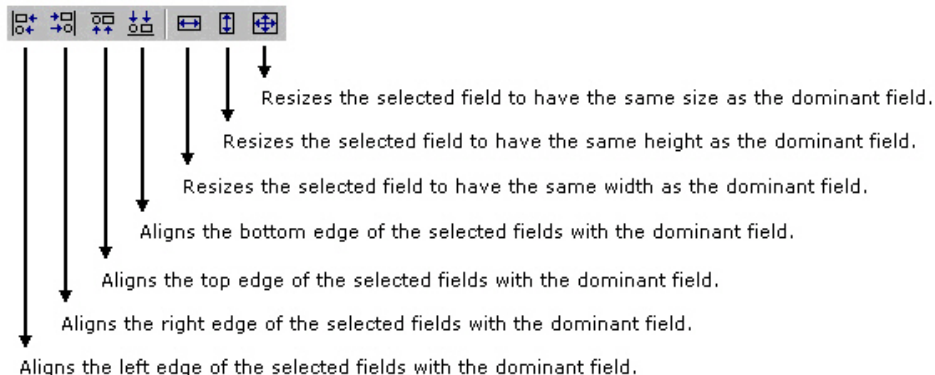 Resizes the selected field to have the same size as the dominant field.
Resizes the selected field to have the same height as the dominant field.
Resizes the selected field to have the same width as the dominant field.
Aligns the bottom edge of the selected fields with the dominant field.
Aligns the top edge of the selected fields with the dominant field.
Aligns the right edge of the selected fields with the dominant field.
Aligns the left edge of the selected fields with the dominant field.